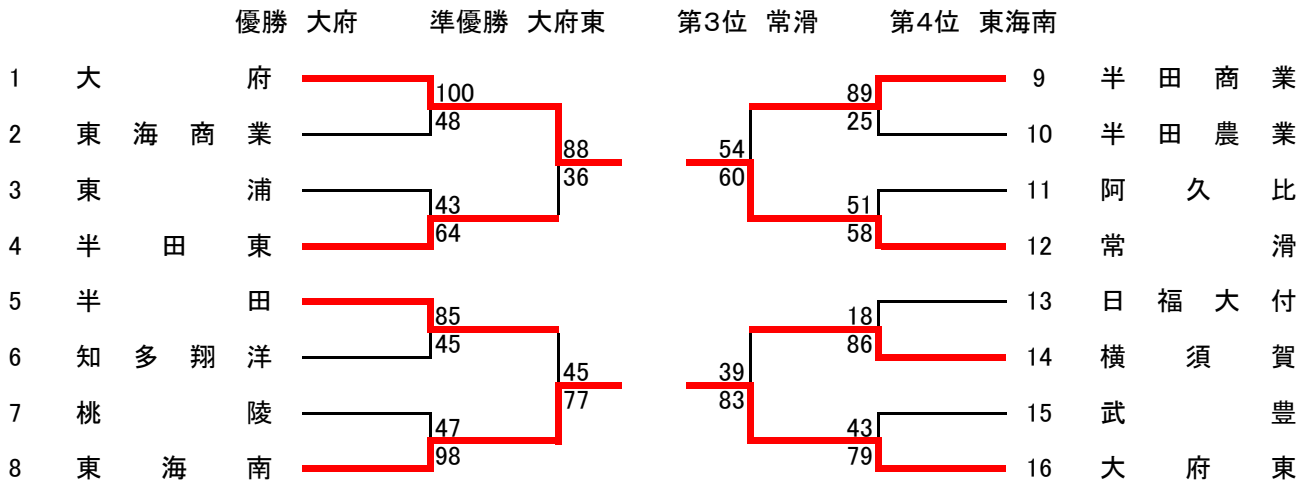 優勝 大府 準優勝 大府東 第3位 常滑 第4位 東海南
1 大府 9 半田商業
100 89
48 25
2 東海商業 10 半田農業
88 54
36 60
3 東浦 11 阿久比
43 51
64 58
4 半田東 12 常滑
5 半田 13 日福大付
85 18
45 86
6 知多翔洋 14 横須賀
45 39
77 83
7 桃陵 15 武豊
47 43
98 79
8 東海南 16 大府東